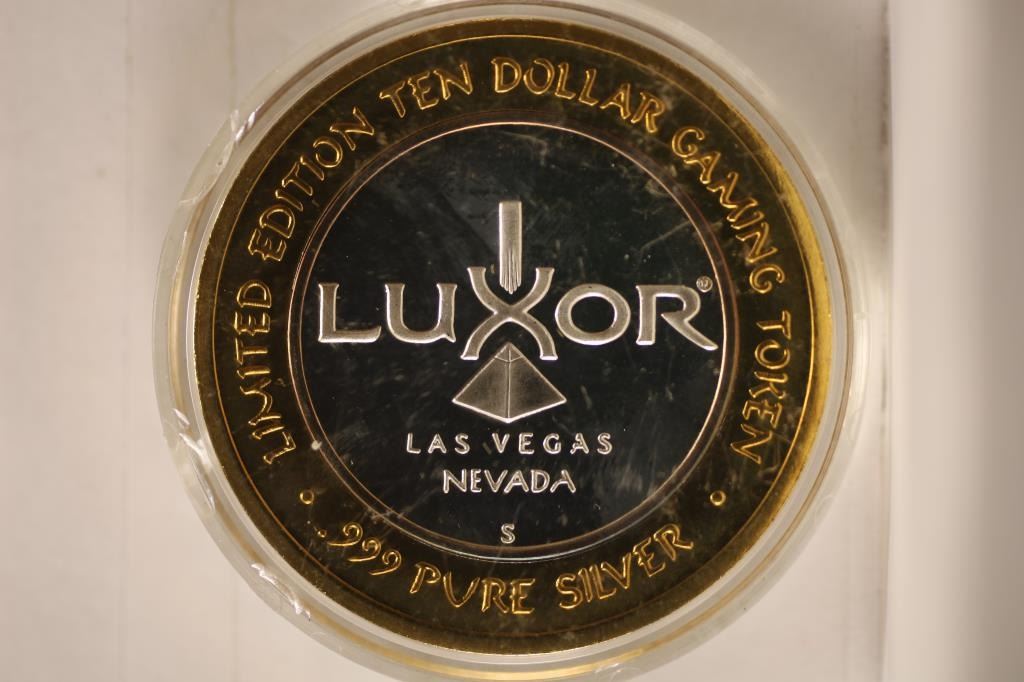 LIMITED EDITION TEN DOLLAR GAMING TOKEN
LUXOR®
LAS VEGAS
NEVADA
S
.999 PURE SILVER